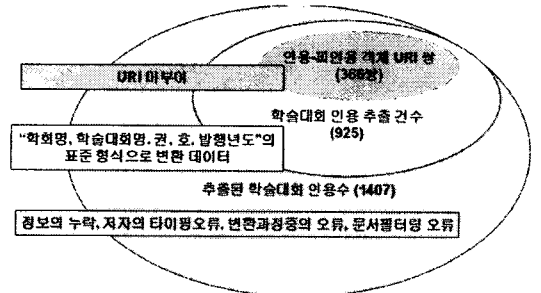 인용-피인용 객체 URI 쌍
(366쌍)
URI 미부여
학술대회 인용 추출 건수
(925)
"학회명, 학술대회명, 권, 호, 발행년도"의
표준 형식으로 변환 데이터
추출된 학술대회 인용수 (1407)
정보의 누락, 저자의 타이핑오류, 변환과정중의 오류, 문서필터링 오류